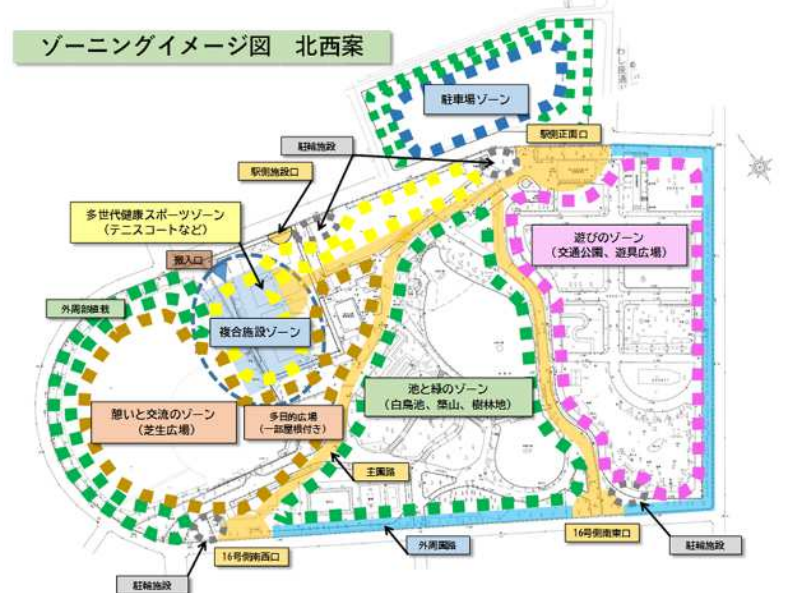 ゾーニングイメージ図 北西案
駐車場ゾーン
駅側正面口
駐輪施設
駅側施設口
多世代健康スポーツゾーン
(テニスコートなど)
遊びのゾーン
(交通公園、遊具広場)
搬入口
外周部植栽
複合施設ゾーン
池と緑のゾーン
(白鳥池、築山、樹林地)
憩いと交流のゾーン
(芝生広場)
多目的広場
(一部屋根付き)
主園路
16号側南西口
外周園路
16号側南東口
駐輪施設
駐輪施設